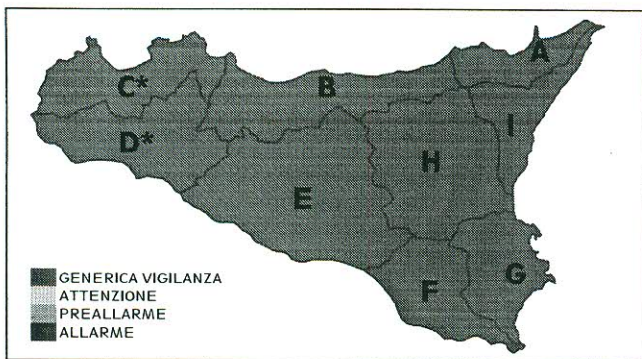 A
B
C*
I
D*
H
E
G
F
GENERICA VIGILANZA
ATTENZIONE
PREALLARME
ALLARME